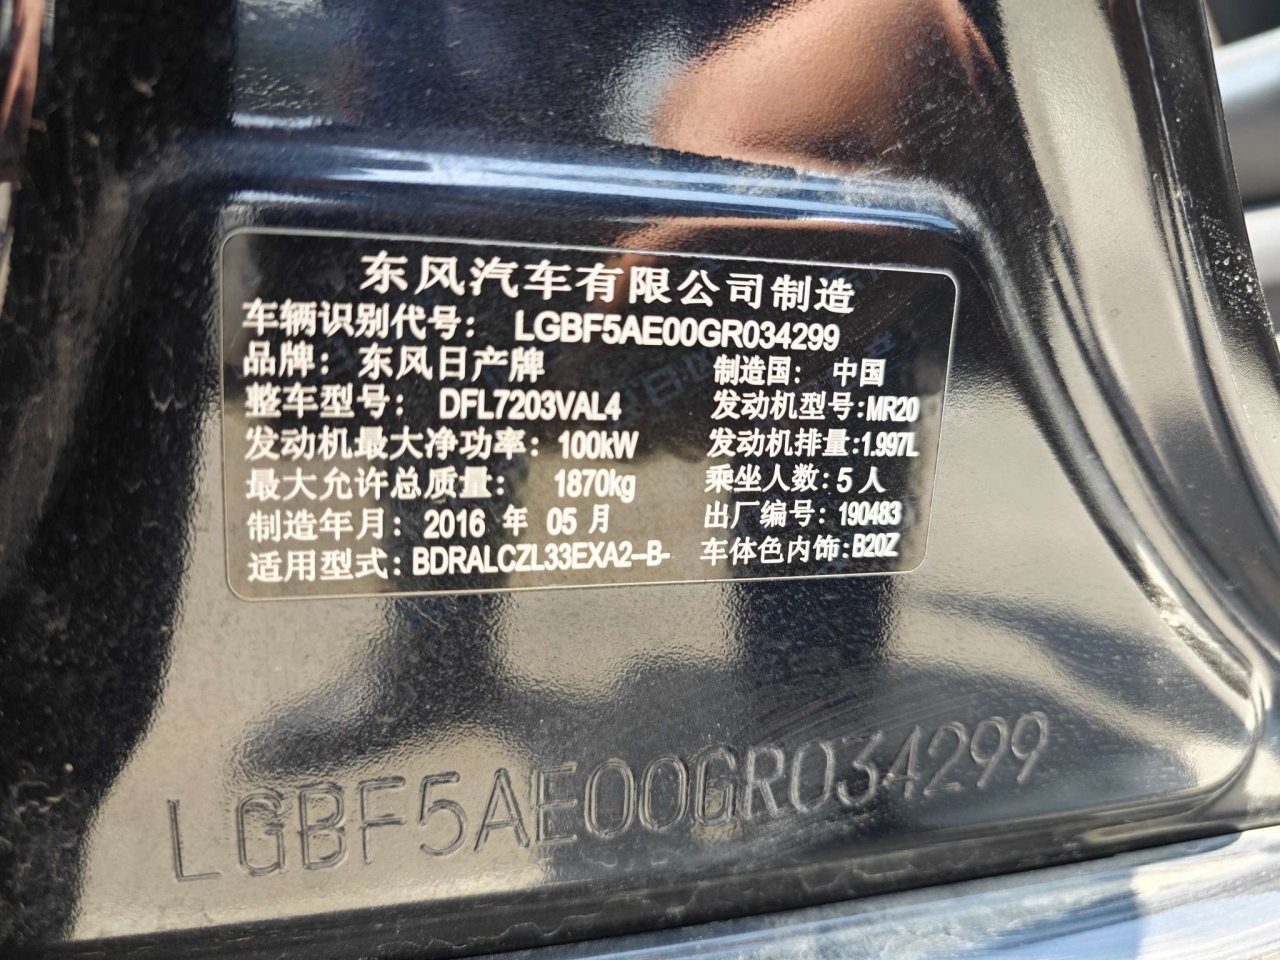 东风汽车有限公司制造
车辆识别代号： LGBF5AE00GR034299
品牌：东风日产牌 制造国： 中国
整车型号： DFL7203VAL4 发动机型号:MR20
发动机最大净功率：100kW 发动机排量:1.997L
最大允许总质量： 1870kg 乘坐人数：5 人
制造年月：2016 年 05 月 出厂编号：190483
适用型式：BDRALCZL33EXA2–B- 车体色内饰:B20Z
LGBF5AE00GR034299